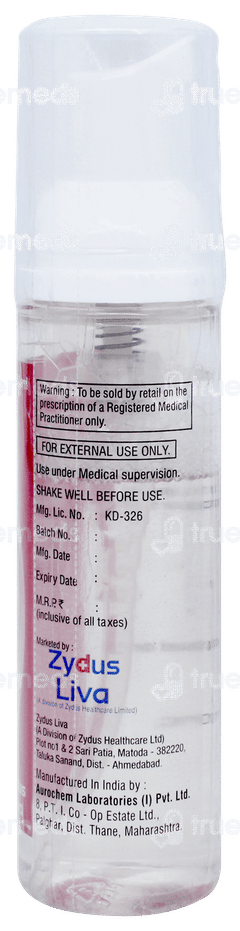 Warning : To be sold by retail on the
prescription of a Registered Medical
Practitioner only.
FOR EXTERNAL USE ONLY.
Use under Medical supervision.
SHAKE WELL BEFORE USE.
Mfg. Lic. No. : KD-326
Batch No. :
Mfg. Date :
Expiry Date :
M.R.P.₹ :
(inclusive of all taxes)
Marketed by :
Zydus
Liva
(A division of Zydus Healthcare Limited)
Zydus Liva
(A Division of Zydus Healthcare Ltd)
Plot no1 & 2 Sari Patia, Matoda - 382220,
Taluka Sanand, Dist. - Ahmedabad.
Manufactured In India by :
Aurochem Laboratories (I) Pvt. Ltd.
8, P.T. I. Co - Op Estate Ltd.,
Palghar, Dist. Thane, Maharashtra.